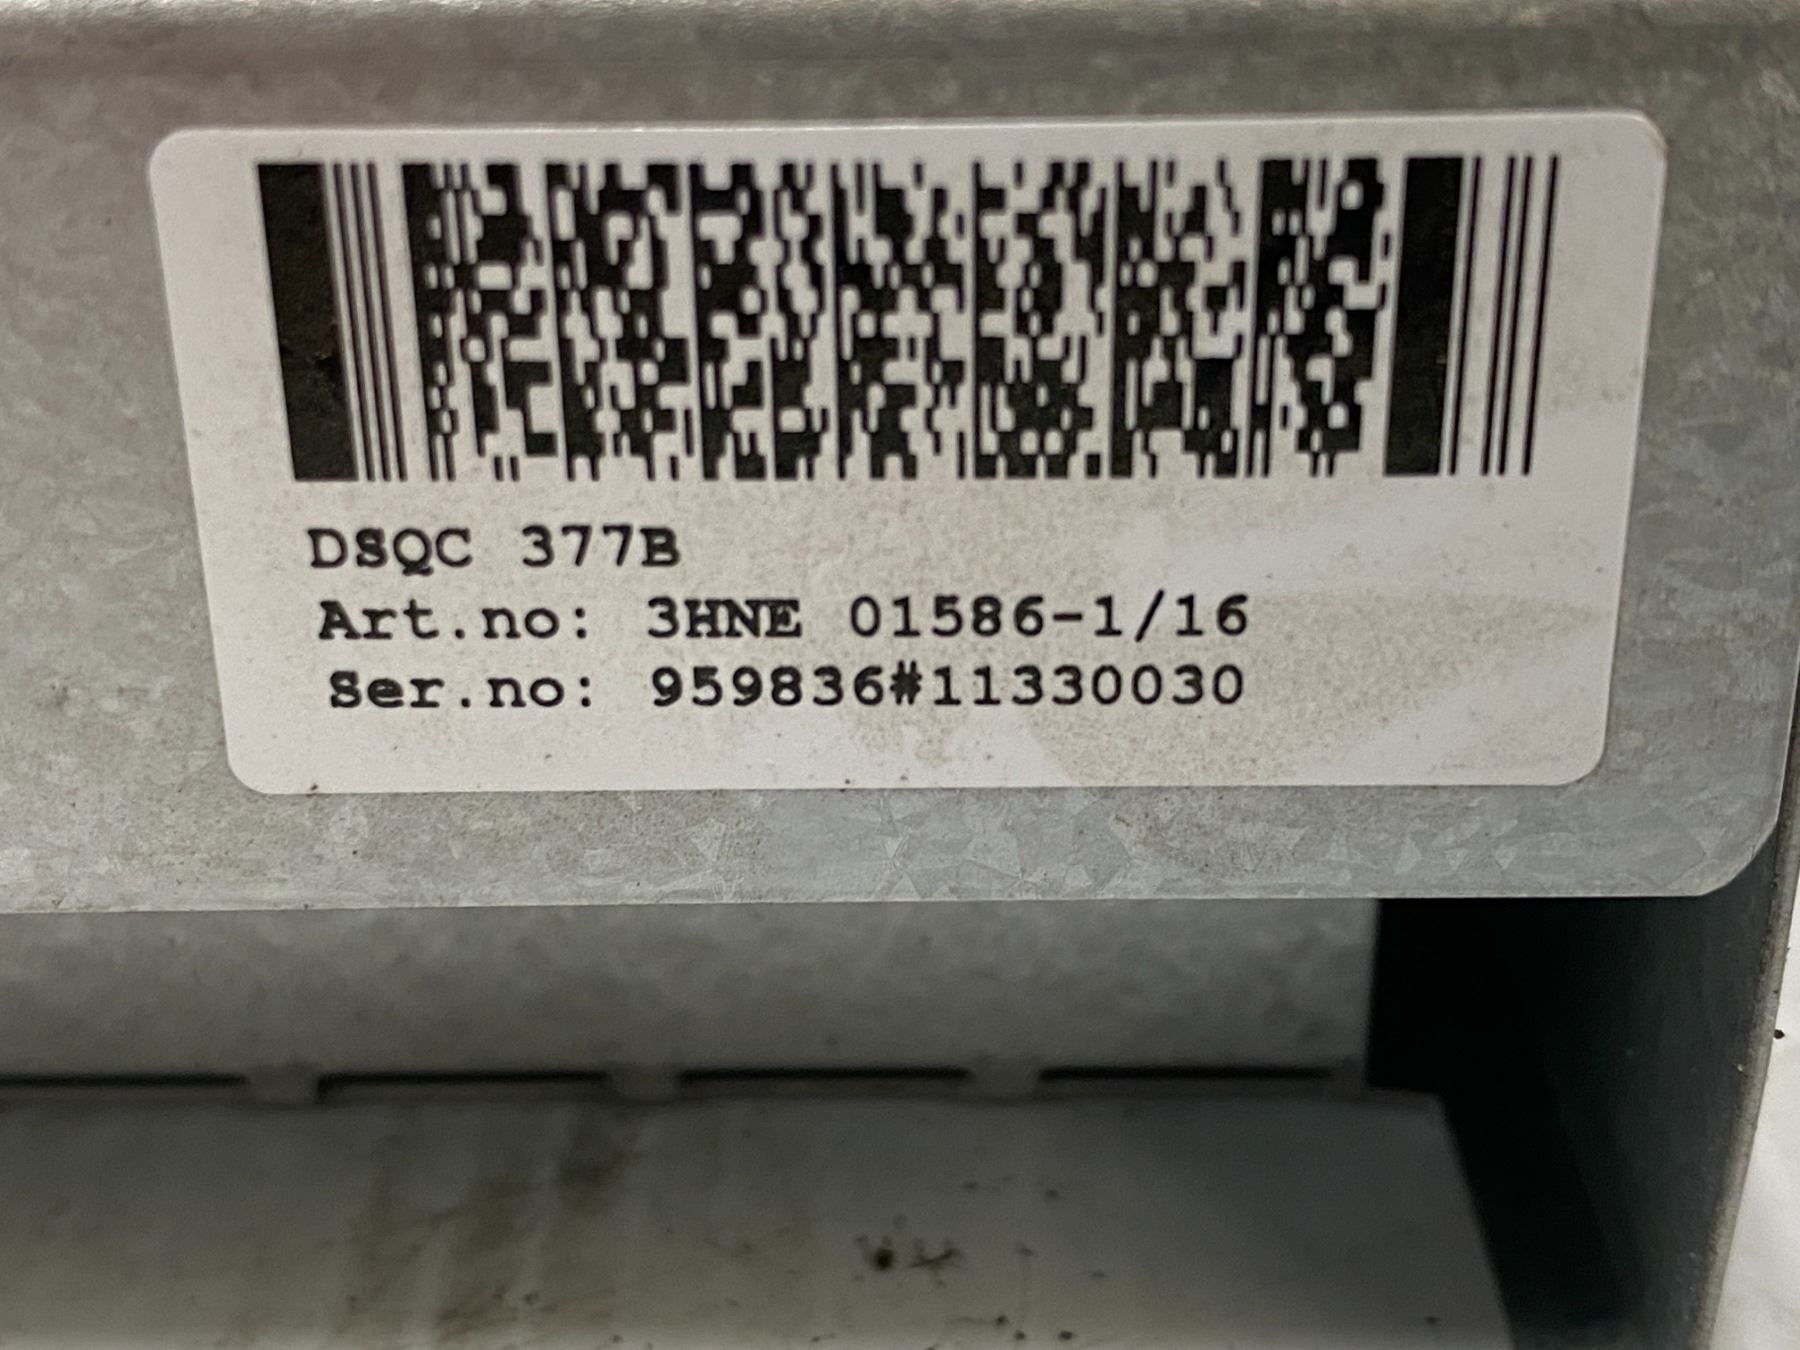 DSQC 377B
Art.no: 3HNE 01586-1/16
Ser.no: 959836#11330030